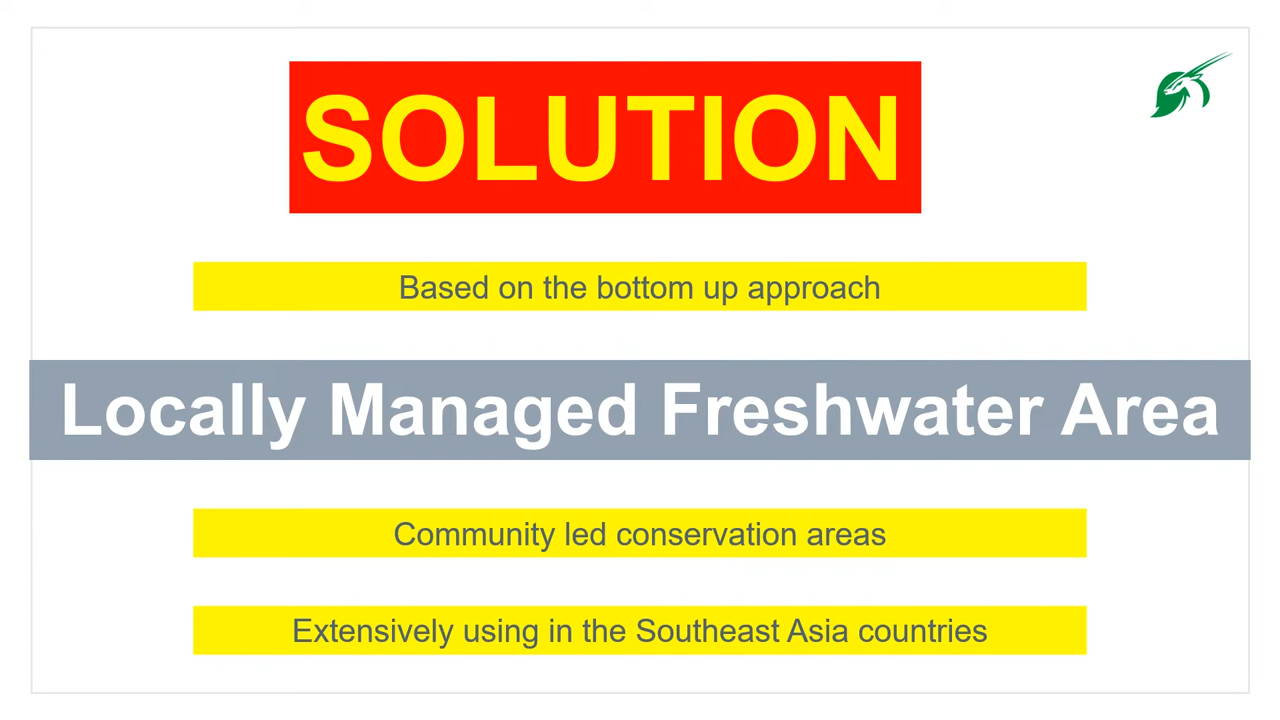 SOLUTION
Based on the bottom up approach
Locally Managed Freshwater Area
Community led conservation areas
Extensively using in the Southeast Asia countries